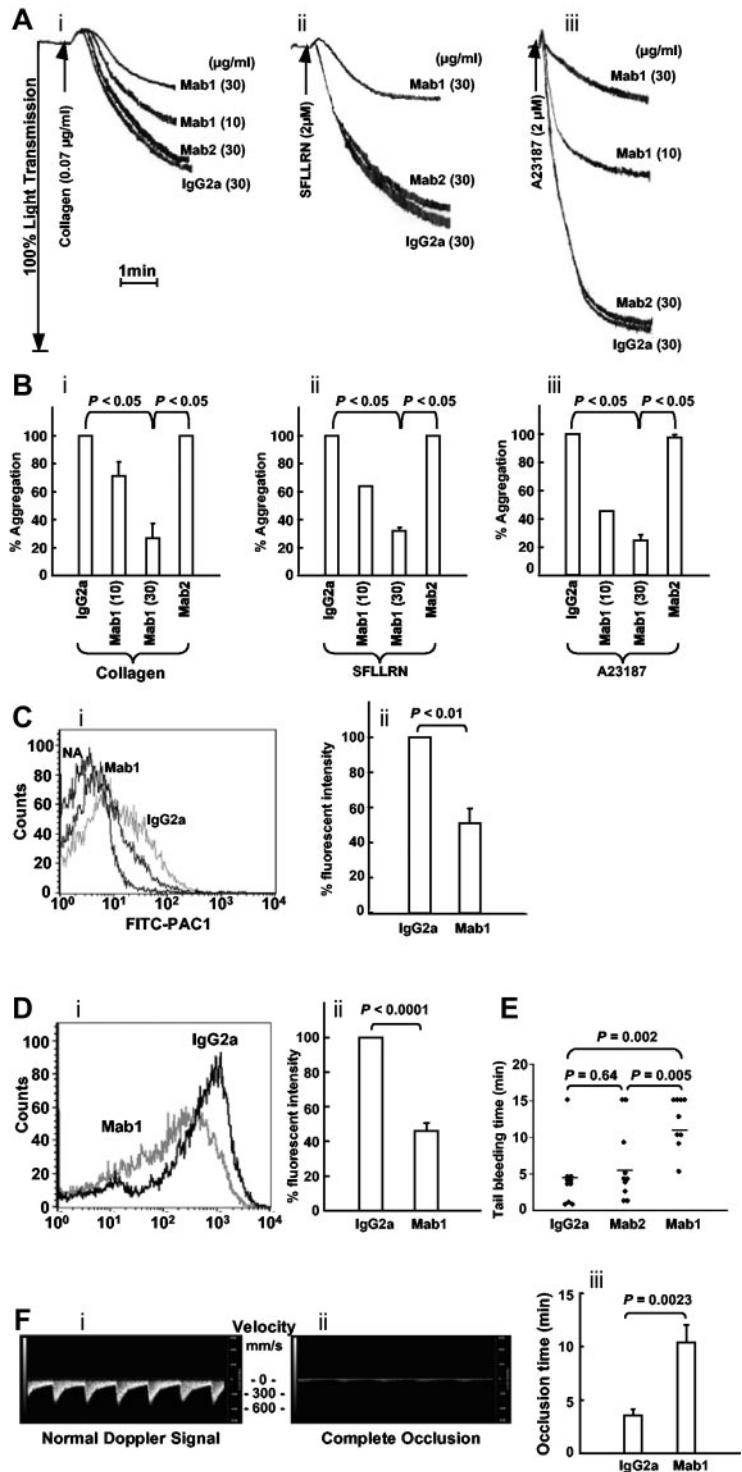 A
i
ii
iii
(µg/ml)
Mab1 (30)
Mab1 (10)
Mab2 (30)
IgG2a (30)
Collagen (0.07 µg/ml)
100% Light Transmission
1min
(µg/ml)
Mab1 (30)
SFLLRN (2µM)
Mab2 (30)
IgG2a (30)
(µg/ml)
Mab1 (30)
A23187 (2 µM)
Mab1 (10)
Mab2 (30)
IgG2a (30)
B
i
P < 0.05 P < 0.05
% Aggregation
100
80
60
40
20
0
IgG2a
Mab1 (10)
Mab1 (30)
Mab2
Collagen
ii
P < 0.05 P < 0.05
% Aggregation
100
80
60
40
20
0
IgG2a
Mab1 (10)
Mab1 (30)
Mab2
SFLLRN
iii
P < 0.05 P < 0.05
% Aggregation
100
80
60
40
20
0
IgG2a
Mab1 (10)
Mab1 (30)
Mab2
A23187
C
i
Counts
100
80
60
40
20
0
NA
Mab1
IgG2a
10⁰ 10¹ 10² 10³ 10⁴
FITC-PAC1
ii
P < 0.01
% fluorescent intensity
100
80
60
40
20
0
IgG2a Mab1
D
i
Counts
100
80
60
40
20
0
IgG2a
Mab1
10⁰ 10¹ 10² 10³ 10⁴
ii
P < 0.0001
% fluorescent intensity
100
80
60
40
20
0
IgG2a Mab1
E
P = 0.002
P = 0.64 P = 0.005
Tail bleeding time (min)
15
10
5
0
IgG2a Mab2 Mab1
F
i
Velocity
mm/s
- 0 -
- 300 -
- 600 -
Normal Doppler Signal
ii
Complete Occlusion
iii
P = 0.0023
Occlusion time (min)
15
10
5
0
IgG2a Mab1